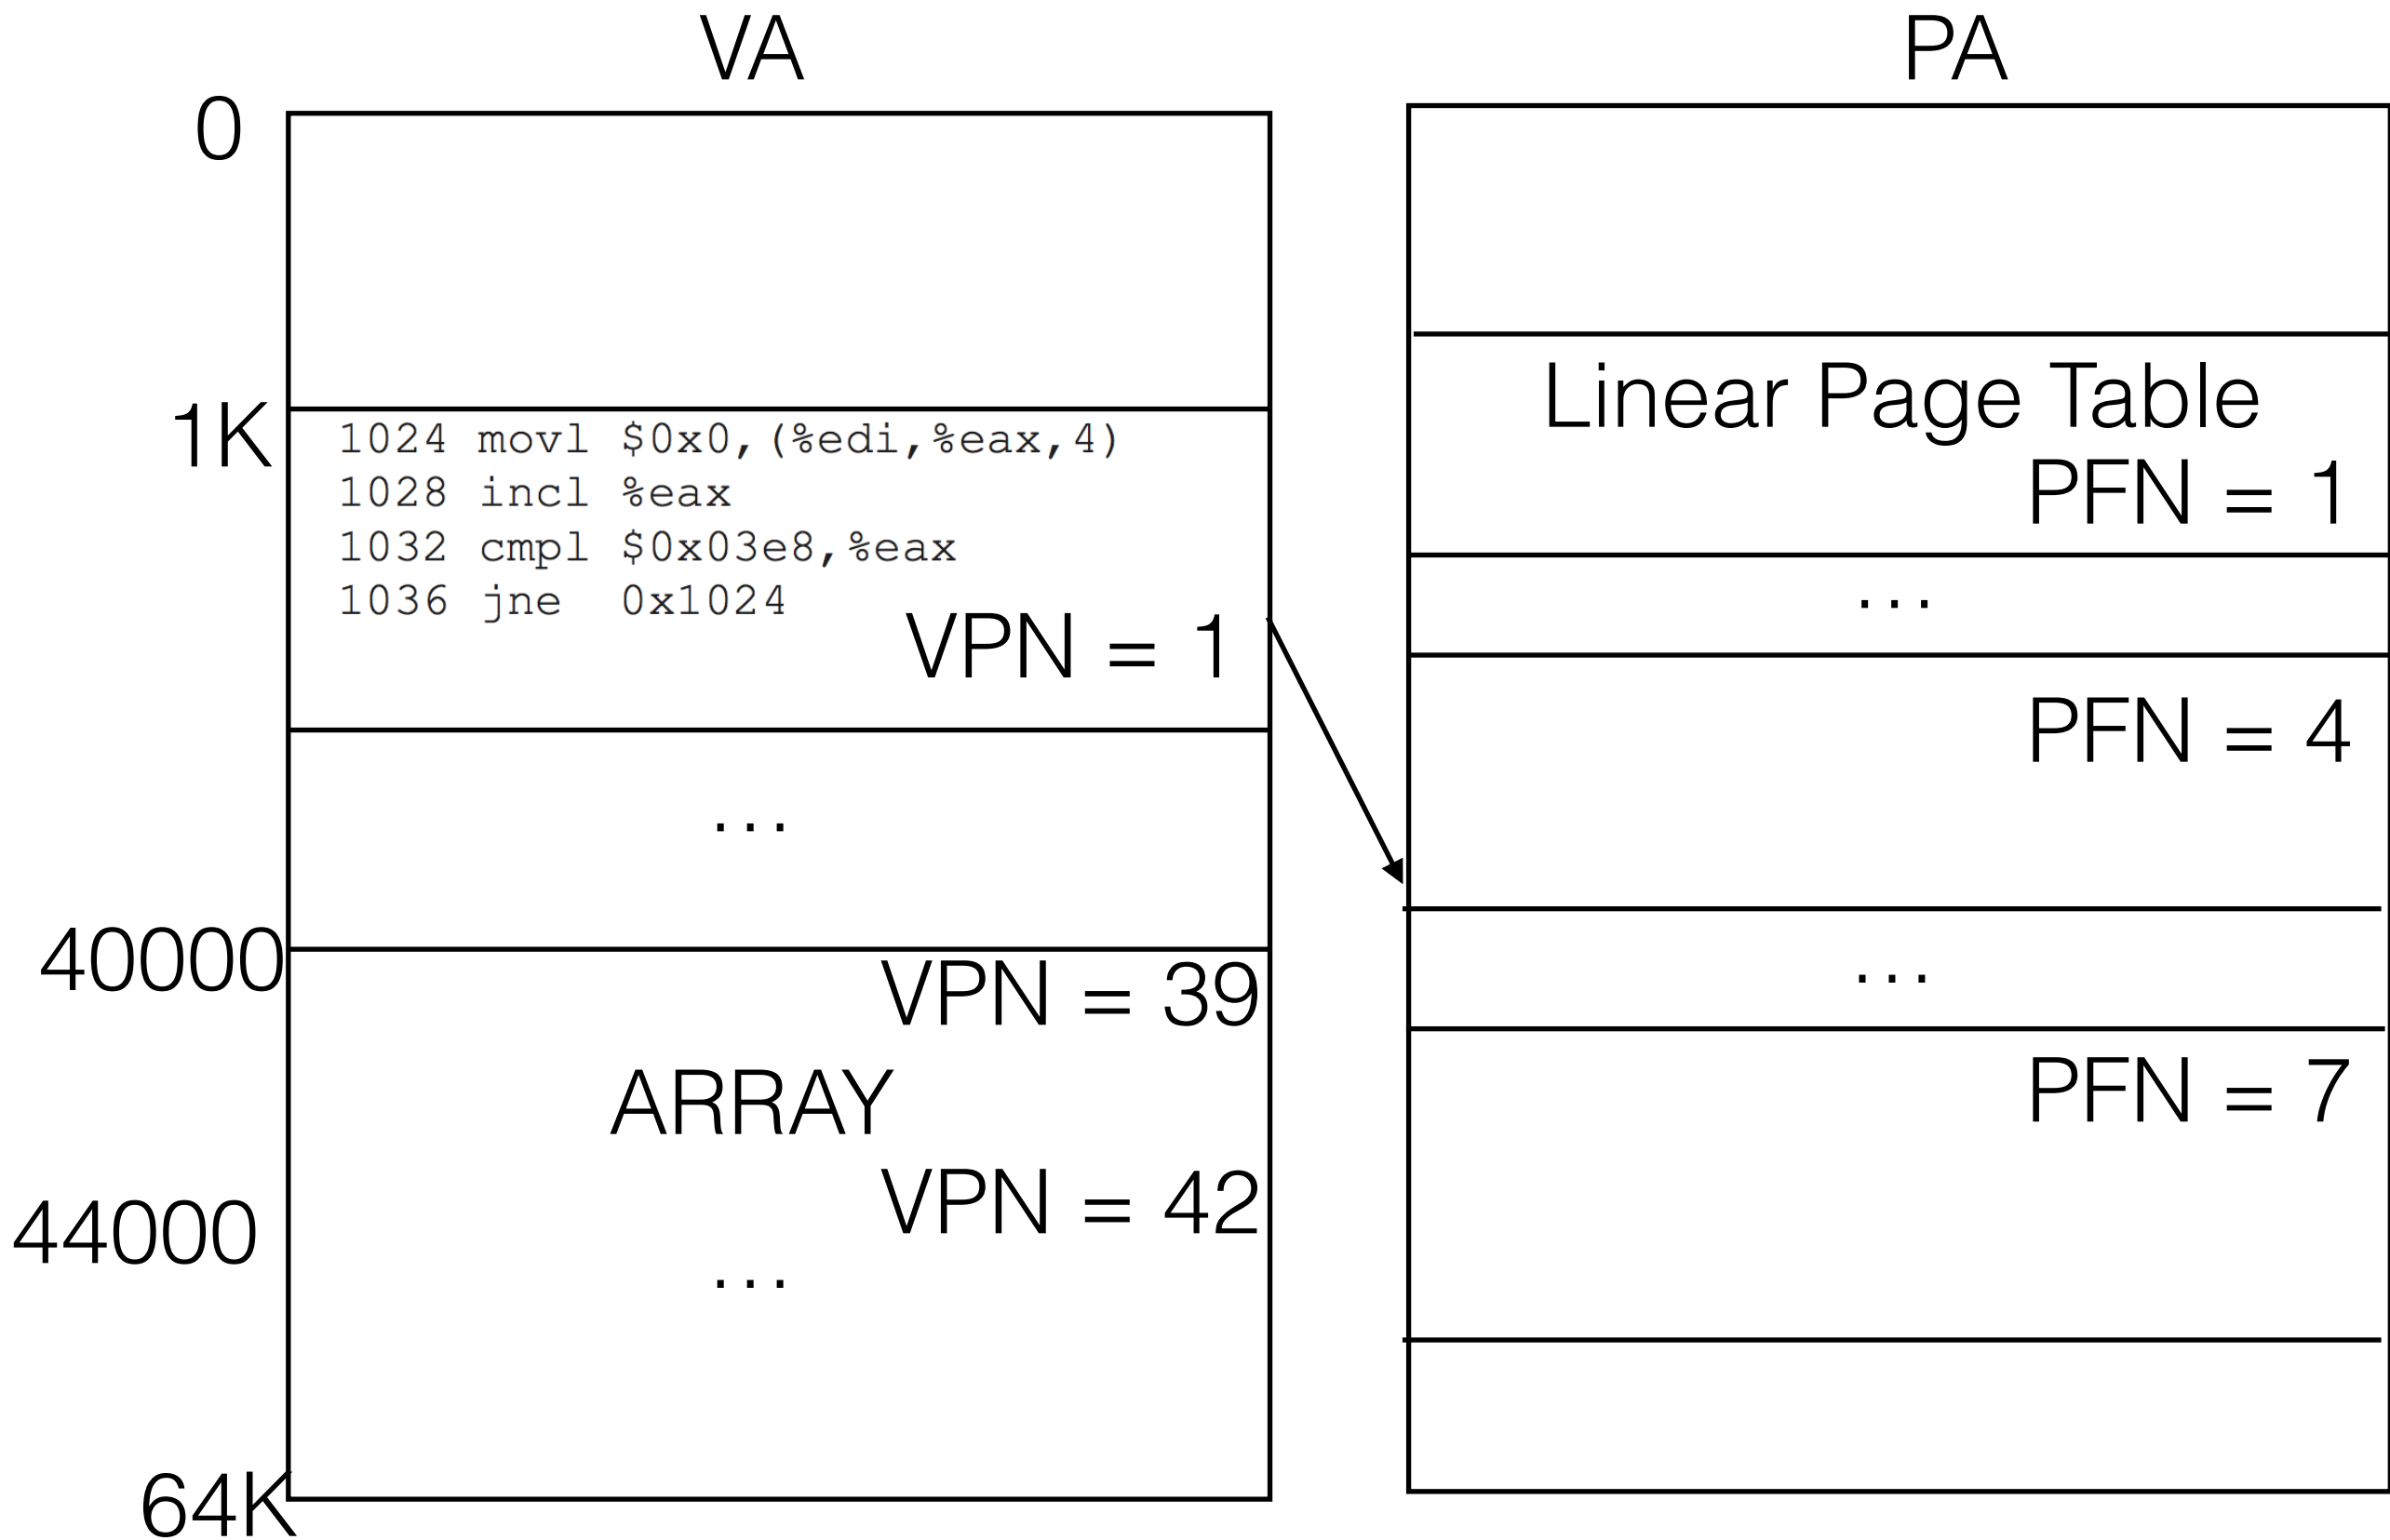 VA
0
1K
1024 movl $0x0,(%edi,%eax,4)
1028 incl %eax
1032 cmpl $0x03e8,%eax
1036 jne 0x1024
VPN = 1
...
40000
VPN = 39
ARRAY
VPN = 42
44000
...
64K
PA
Linear Page Table
PFN = 1
...
PFN = 4
...
PFN = 7